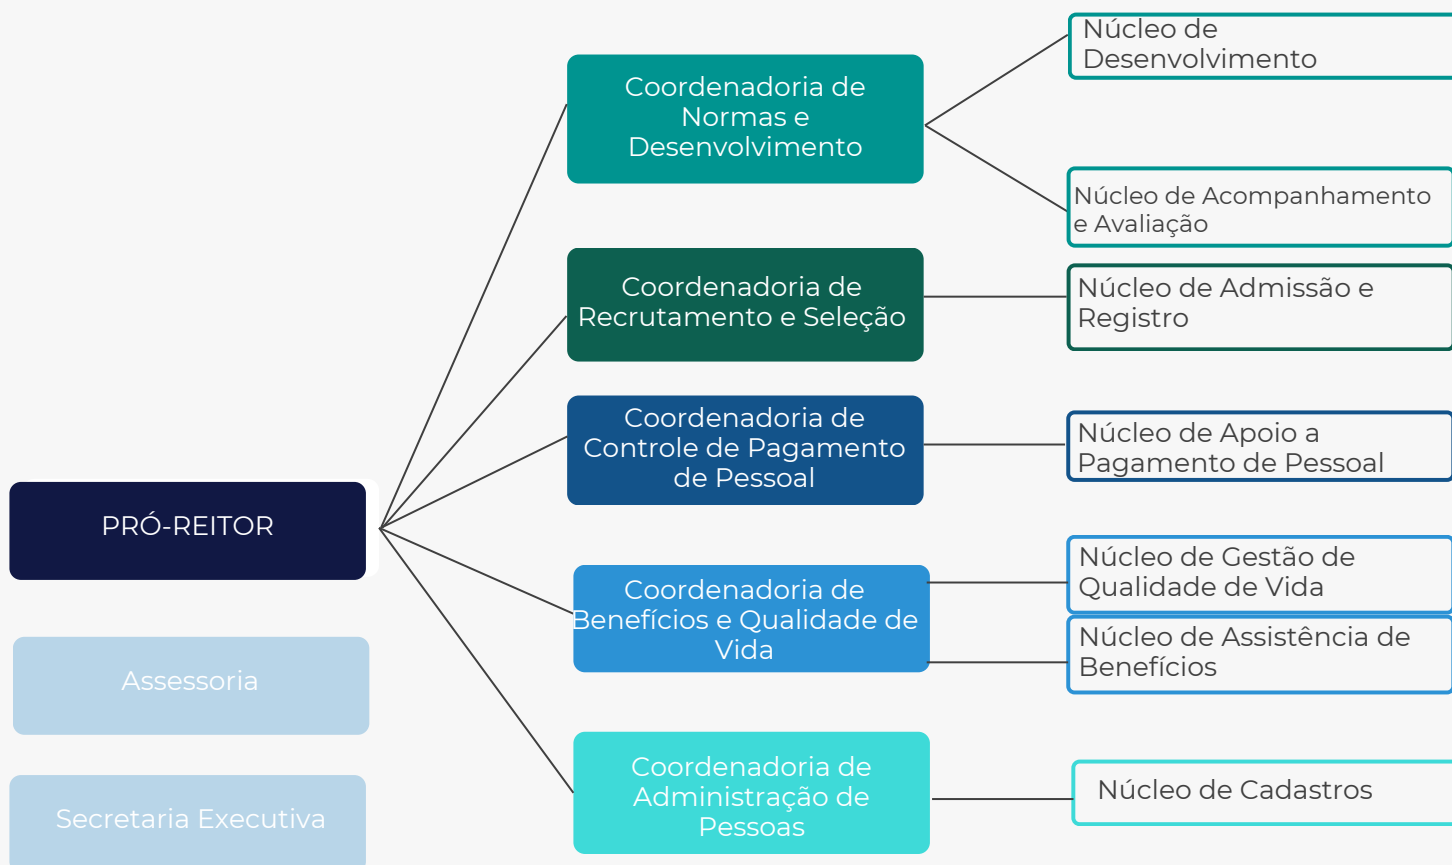 PRÓ-REITOR
Assessoria
Secretaria Executiva
Coordenadoria de
Normas e
Desenvolvimento
Núcleo de
Desenvolvimento
Núcleo de Acompanhamento
e Avaliação
Coordenadoria de
Recrutamento e Seleção
Núcleo de Admissão e
Registro
Coordenadoria de
Controle de Pagamento
de Pessoal
Núcleo de Apoio a
Pagamento de Pessoal
Coordenadoria de
Benefícios e Qualidade de
Vida
Núcleo de Gestão de
Qualidade de Vida
Núcleo de Assistência de
Benefícios
Coordenadoria de
Administração de
Pessoas
Núcleo de Cadastros